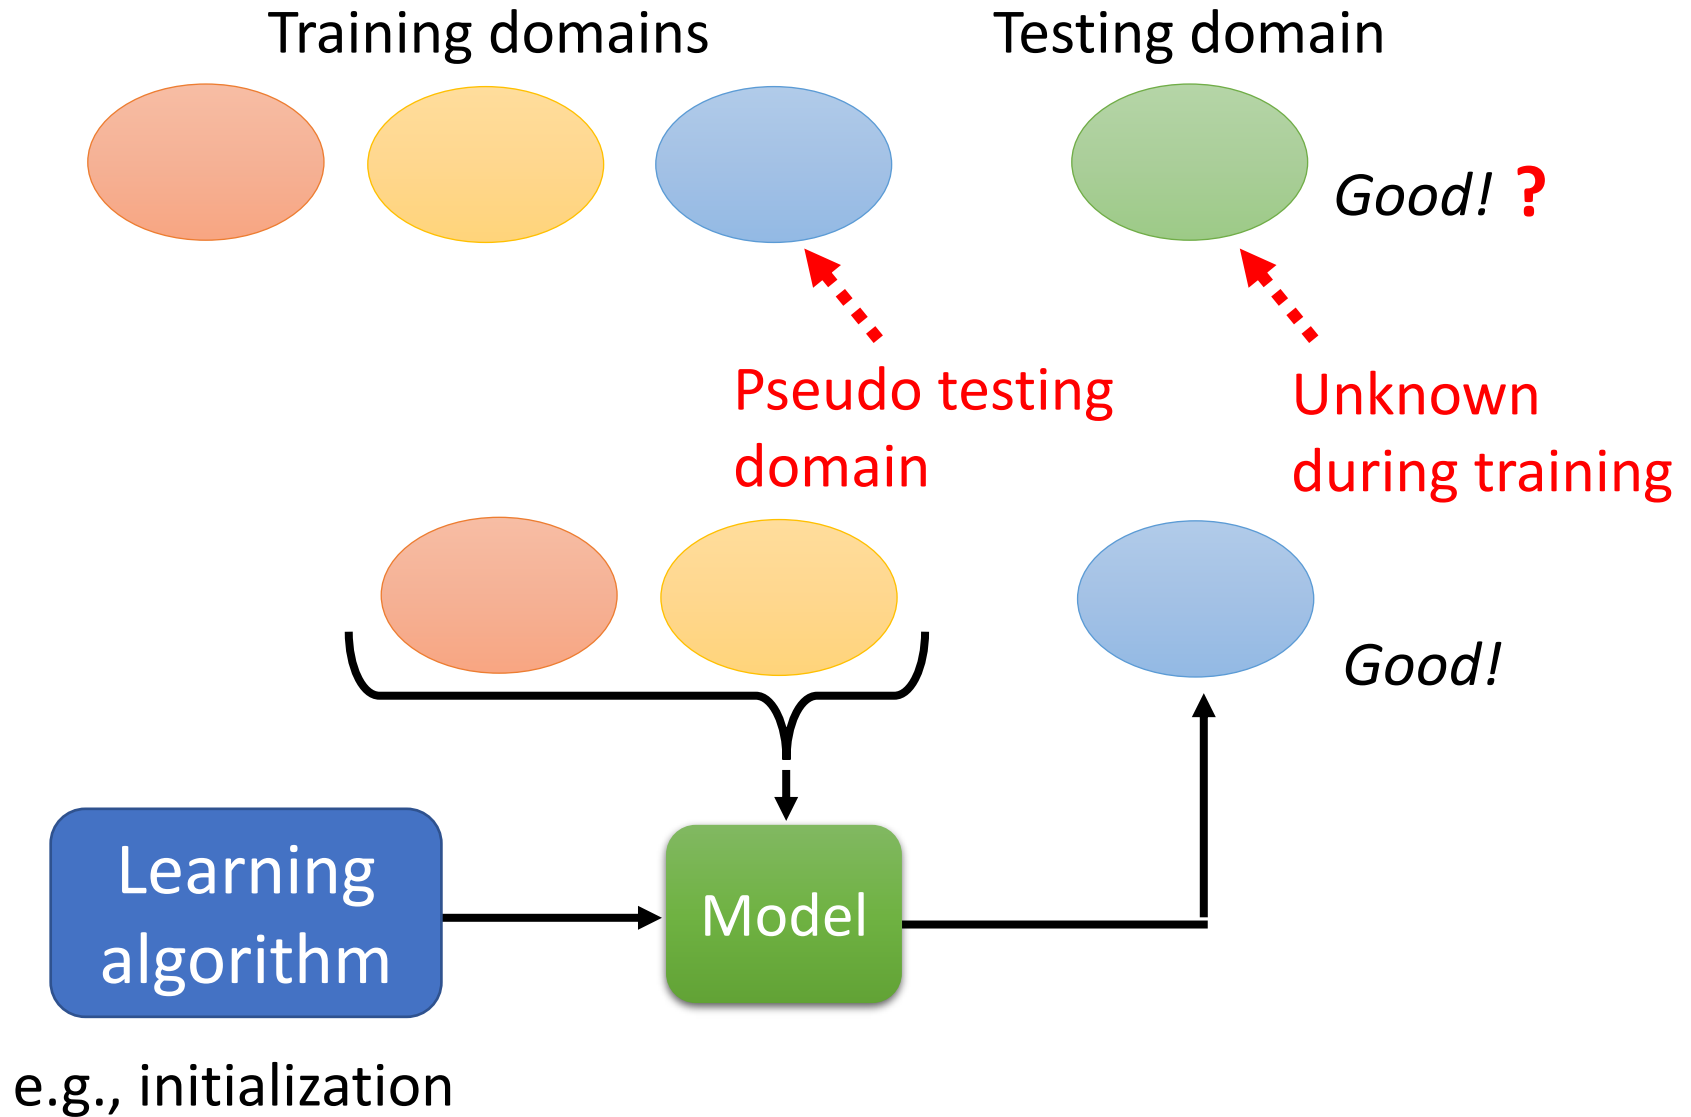 Training domains
Testing domain
Good! ?
Pseudo testing
domain
Unknown
during training
Good!
Learning
algorithm
Model
e.g., initialization